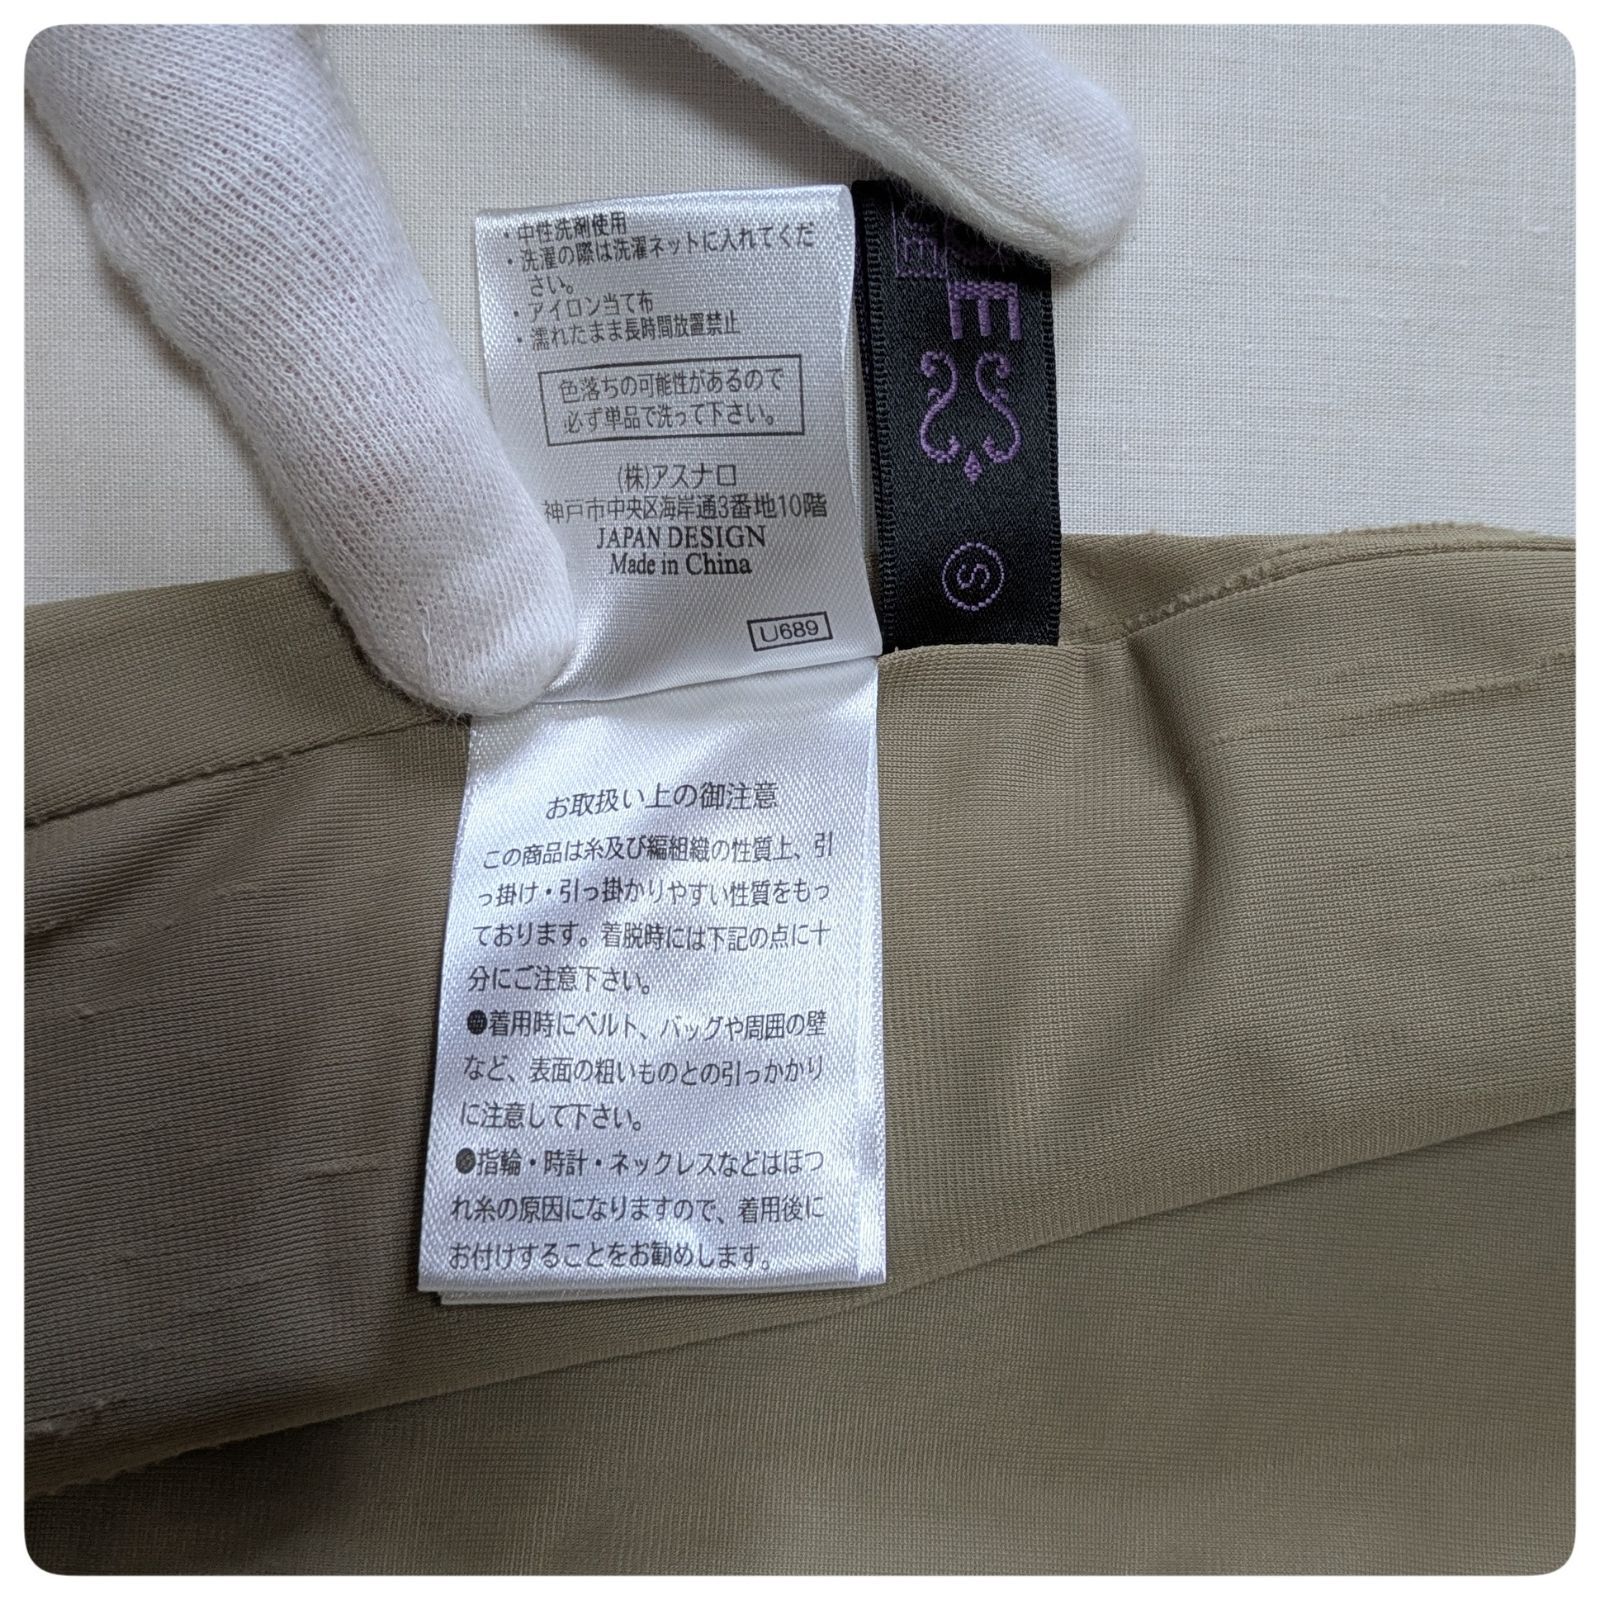 ・中性洗剤使用
・洗濯の際は洗濯ネットに入れてくだ
さい。
・アイロン当て布
・濡れたまま長時間放置禁止
色落ちの可能性があるので
必ず単品で洗って下さい。
(株)アスナロ
神戸市中央区海岸通3番地10階
JAPAN DESIGN
Made in China
U689
S
お取扱い上の御注意
この商品は糸及び編組織の性質上、引
っ掛け・引っ掛かりやすい性質をもっ
ております。着脱時には下記の点に十
分にご注意下さい。
●着用時にベルト、バッグや周囲の壁
など、表面の粗いものとの引っかかり
に注意して下さい。
●指輪・時計・ネックレスなどはほつ
れ糸の原因になりますので、着用後に
お付けすることをお勧めします。